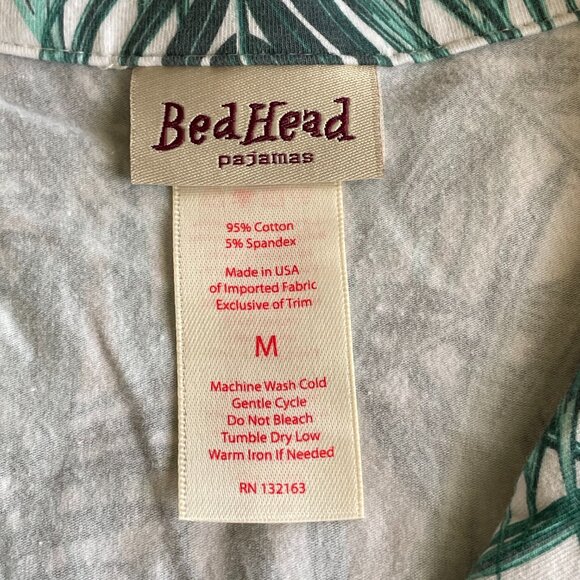 BedHead
pajamas
95% Cotton
5% Spandex
Made in USA
of Imported Fabric
Exclusive of Trim
M
Machine Wash Cold
Gentle Cycle
Do Not Bleach
Tumble Dry Low
Warm Iron If Needed
RN 132163